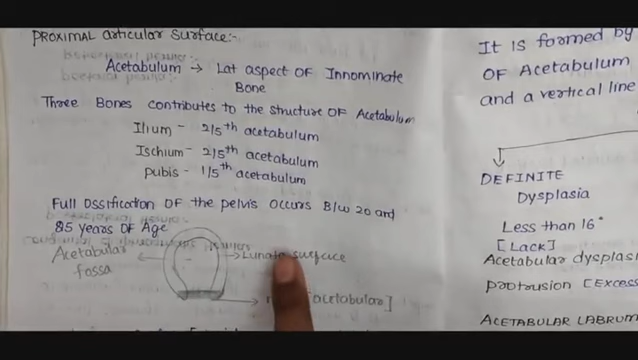 PROXIMAL articular surface:-
Acetabulum → Lat aspect OF Innominate
Bone
Three Bones contributes to the structure OF Acetabulum
Ilium - 2/5th acetabulum
Ischium - 2/5th acetabulum
Pubis - 1/5th acetabulum
Full Ossification OF the pelvis occurs B/w 20 and
25 years OF Age
Acetabular
fossa
Lunate surface
acetabular]
It is formed by
OF Acetabulum
and a vertical line
DEFINITE
Dysplasia
Less than 16°
[Lack]
Acetabular dysplas
protrusion [Excess
ACETABULAR LABRUM